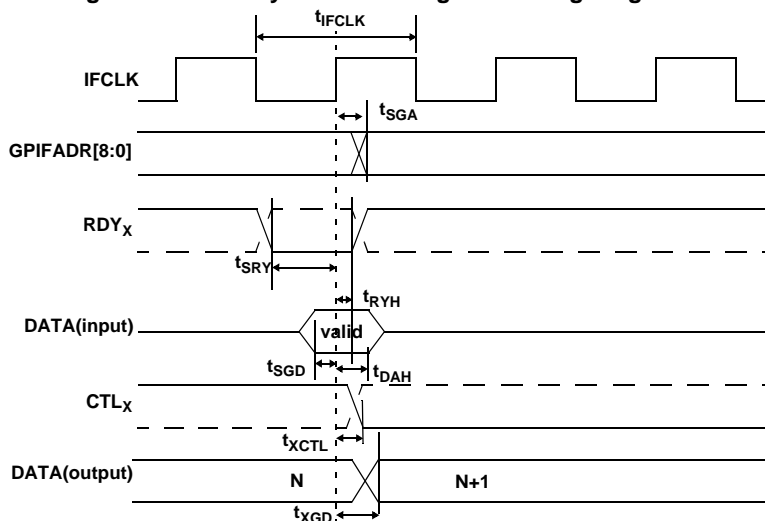 tIFCLK
IFCLK
tSGA
GPIFADR[8:0]
RDYX
tSRY
tRYH
DATA(input)
valid
tSGD
tDAH
CTLX
tXCTL
DATA(output)
N
N+1
tXGD